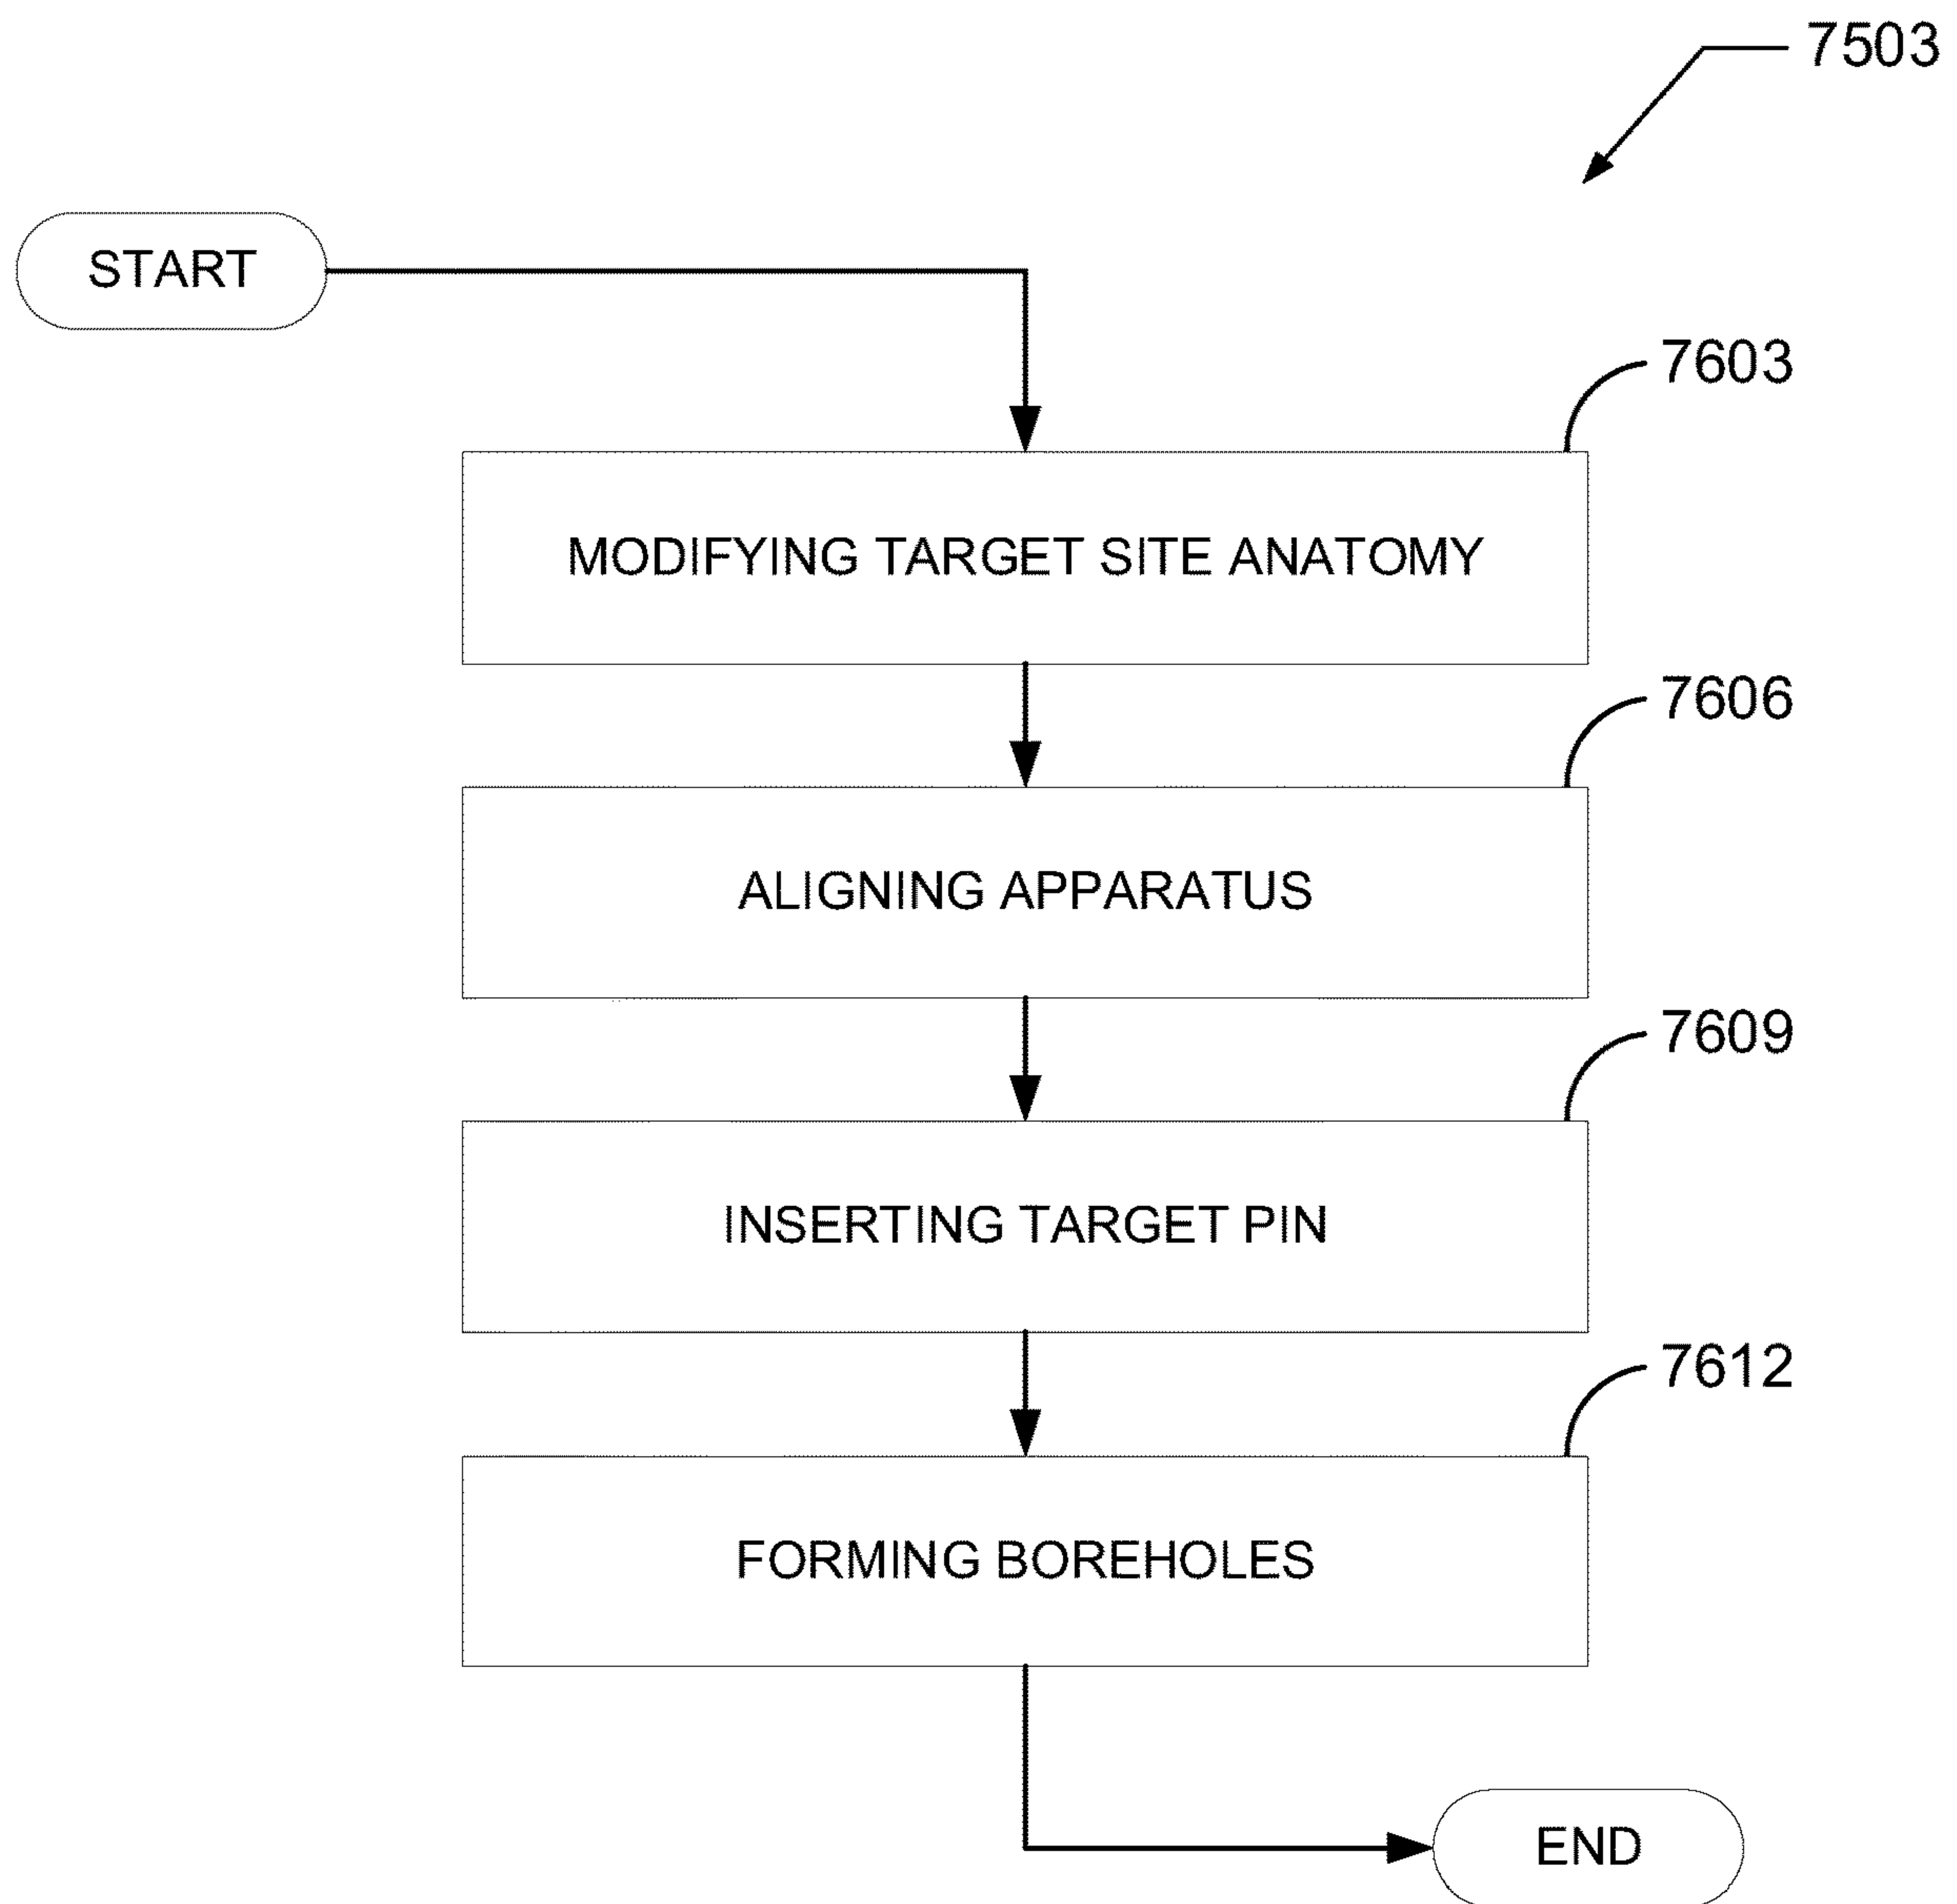 7503
START
7603
MODIFYING TARGET SITE ANATOMY
7606
ALIGNING APPARATUS
7609
INSERTING TARGET PIN
7612
FORMING BOREHOLES
END